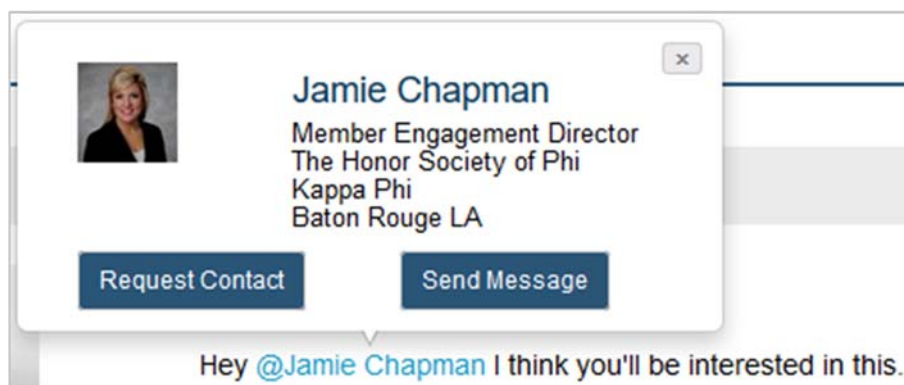 ×
Jamie Chapman
Member Engagement Director
The Honor Society of Phi
Kappa Phi
Baton Rouge LA
Request Contact
Send Message
Hey @Jamie Chapman I think you'll be interested in this.